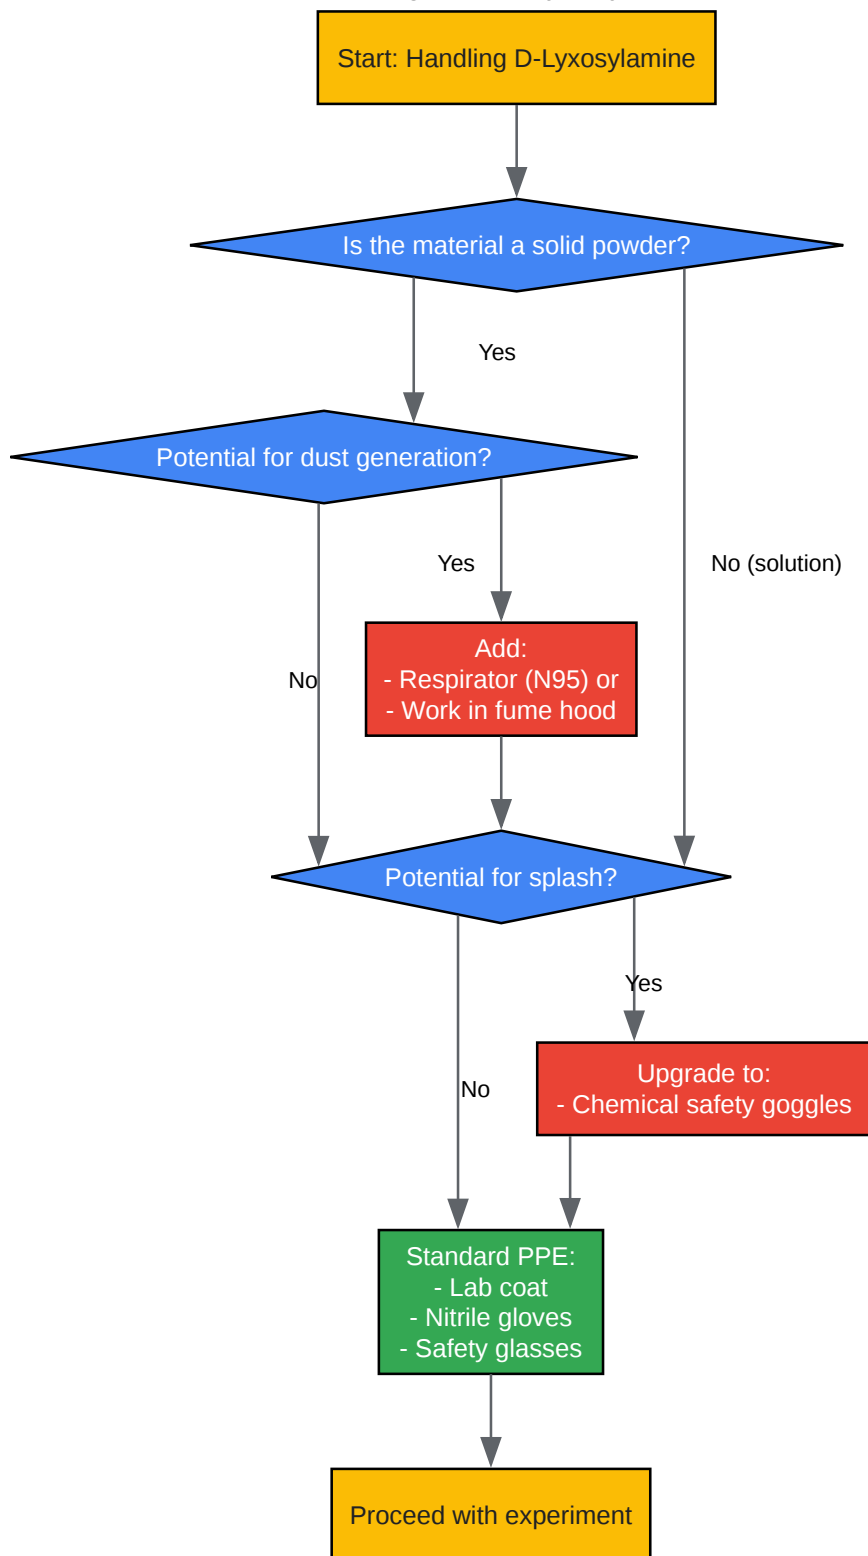 Start: Handling D-Lyxosylamine
Is the material a solid powder?
Yes
Potential for dust generation?
Yes
No (solution)
Add:
- Respirator (N95) or
- Work in fume hood
No
Potential for splash?
Yes
Upgrade to:
- Chemical safety goggles
No
Standard PPE:
- Lab coat
- Nitrile gloves
- Safety glasses
Proceed with experiment